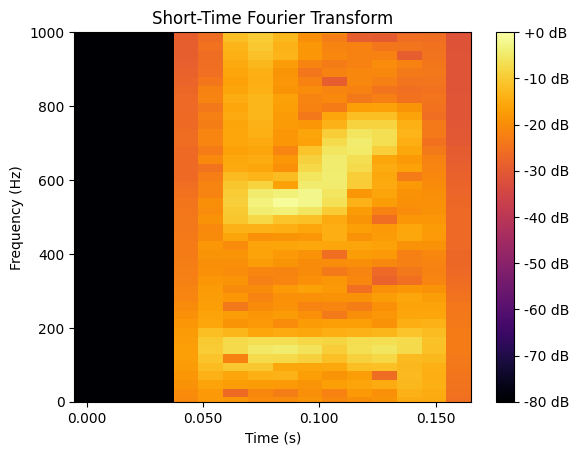 Short-Time Fourier Transform
1000
800
600
400
200
0
Frequency (Hz)
0.000
0.050
0.100
0.150
Time (s)
+0 dB
-10 dB
-20 dB
-30 dB
-40 dB
-50 dB
-60 dB
-70 dB
-80 dB